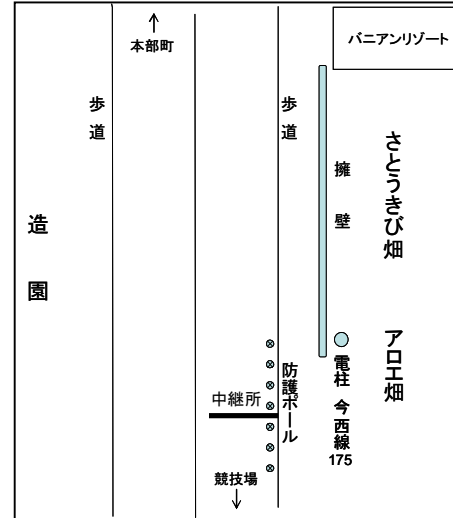 バニアンリゾート
本部町
歩道
歩道
擁壁
さとうきび畑
造園
アロエ畑
電柱 今西線 175
防護ポール
中継所
競技場